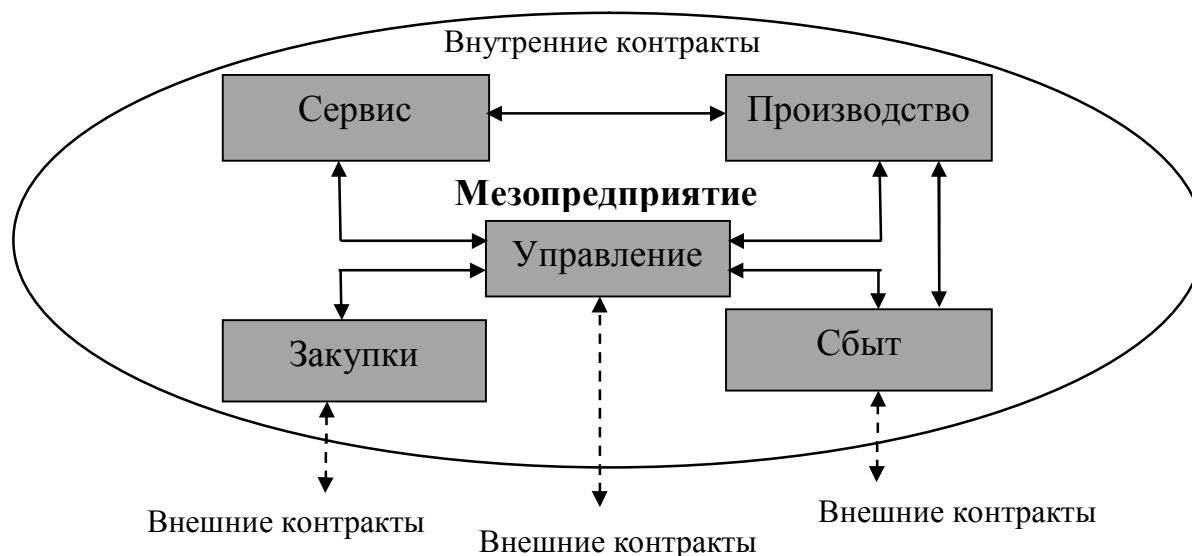 Внутренние контракты
Сервис
Производство
Мезопредприятие
Управление
Закупки
Сбыт
Внешние контракты
Внешние контракты
Внешние контракты